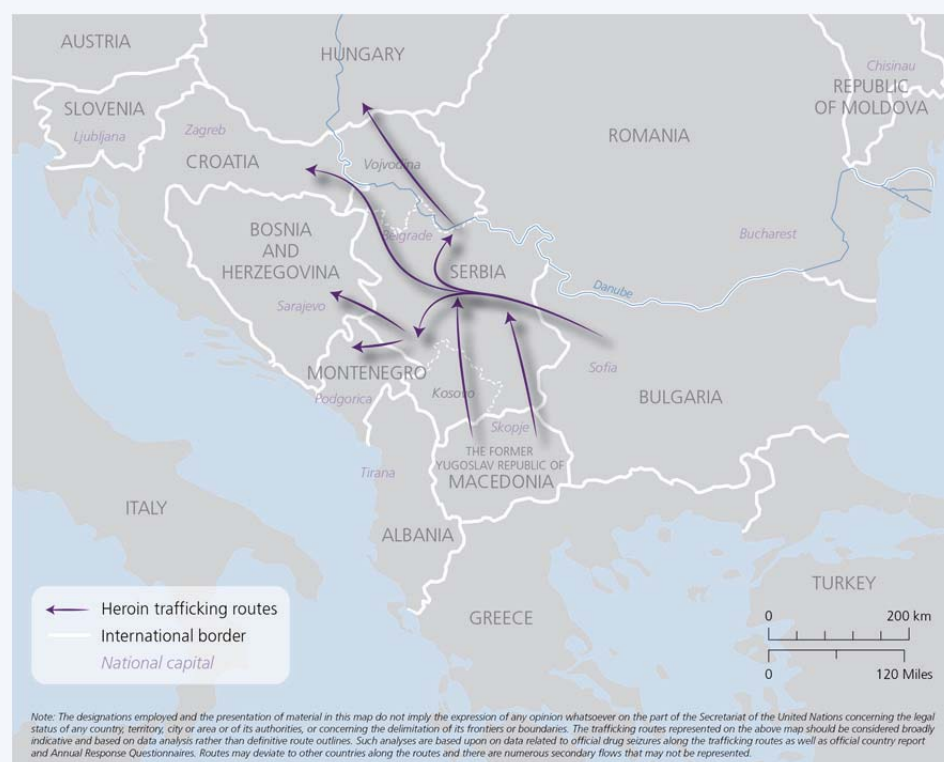 AUSTRIA
HUNGARY
Chisinau
REPUBLIC
OF MOLDOVA
SLOVENIA
Ljubljana
Zagreb
CROATIA
ROMANIA
Vojvodina
BOSNIA
AND
HERZEGOVINA
Belgrade
Bucharest
SERBIA
Danube
Sarajevo
MONTENEGRO
Sofia
Podgorica
Kosovo
BULGARIA
Skopje
THE FORMER
YUGOSLAV REPUBLIC OF
MACEDONIA
Tirana
ITALY
ALBANIA
GREECE
TURKEY
Heroin trafficking routes
International border
National capital
0 200 km
0 120 Miles
Note: The designations employed and the presentation of material in this map do not imply the expression of any opinion whatsoever on the part of the Secretariat of the United Nations concerning the legal
status of any country, territory, city or area or of its authorities, or concerning the delimitation of its frontiers or boundaries. The trafficking routes represented on the above map should be considered broadly
indicative and based on data analysis rather than definitive route outlines. Such analyses are based upon on data related to official drug seizures along the trafficking routes as well as official country report
and Annual Response Questionnaires. Routes may deviate to other countries along the routes and there are numerous secondary flows that may not be represented.